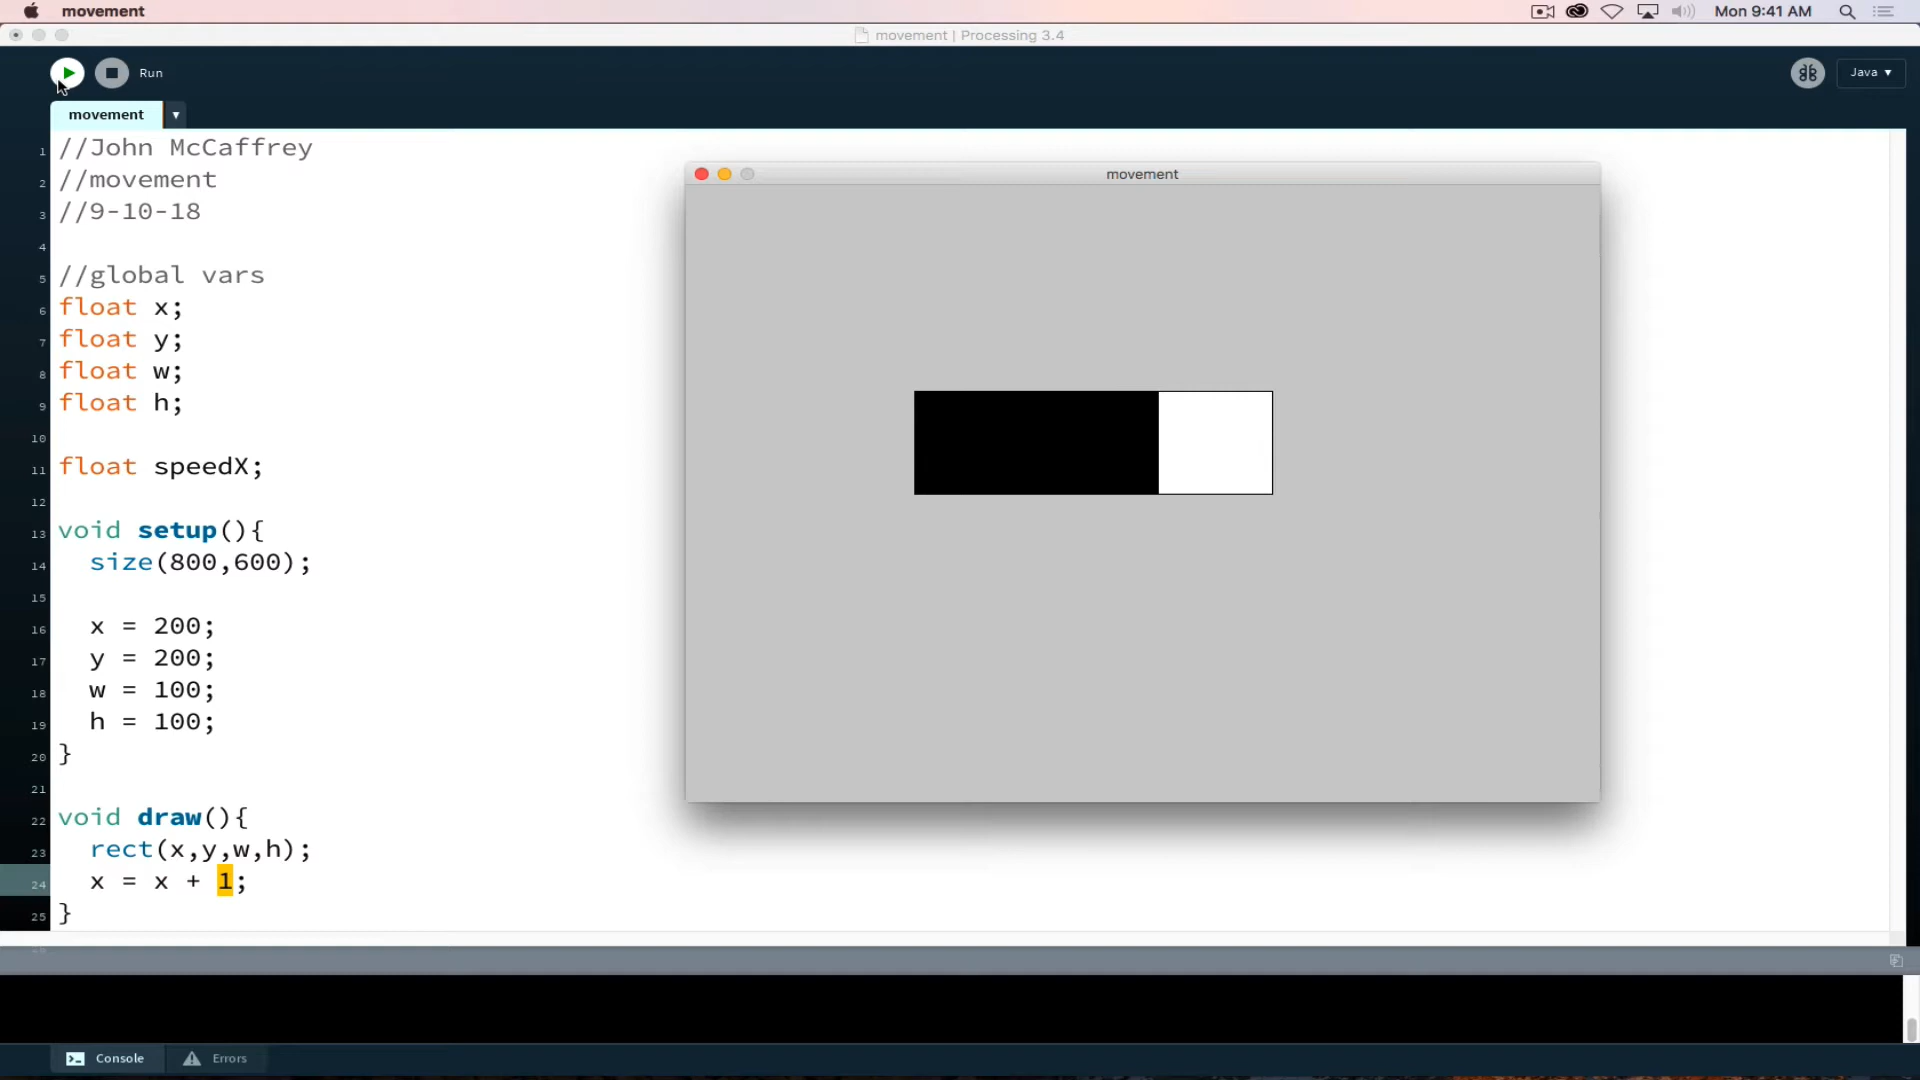 movement
Mon 9:41 AM
movement | Processing 3.4
Run
Java ▾
movement ▾
1 //John McCaffrey
2 //movement
3 //9-10-18
4
5 //global vars
6 float x;
7 float y;
8 float w;
9 float h;
10
11 float speedX;
12
13 void setup(){
14 size(800,600);
15
16 x = 200;
17 y = 200;
18 w = 100;
19 h = 100;
20 }
21
22 void draw(){
23 rect(x,y,w,h);
24 x = x + 1;
25 }
movement
Console
Errors